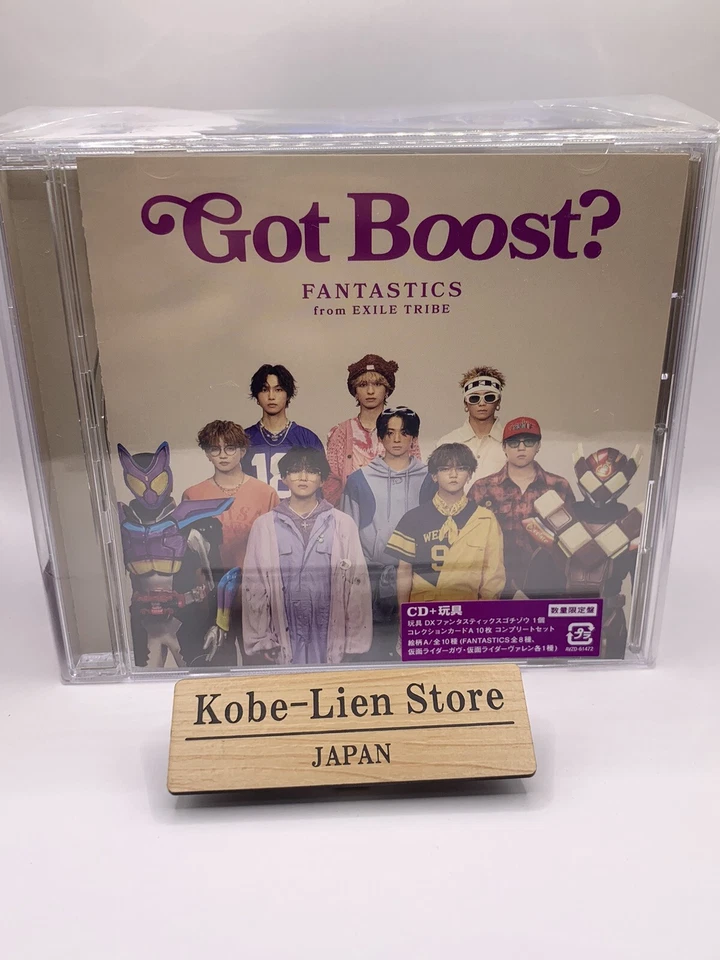 Got Boost?
FANTASTICS
from EXILE TRIBE
18
WE
9
CD+玩具
数量限定盤
玩具 DXファンタスティックスゴチゾウ 1個
コレクションカードA 10枚 コンプリートセット
絵柄A/全10種 (FANTASTICS全8種、
仮面ライダーガヴ・仮面ライダーヴァレン各1種)
AVZD-61472
Kobe-Lien Store
JAPAN